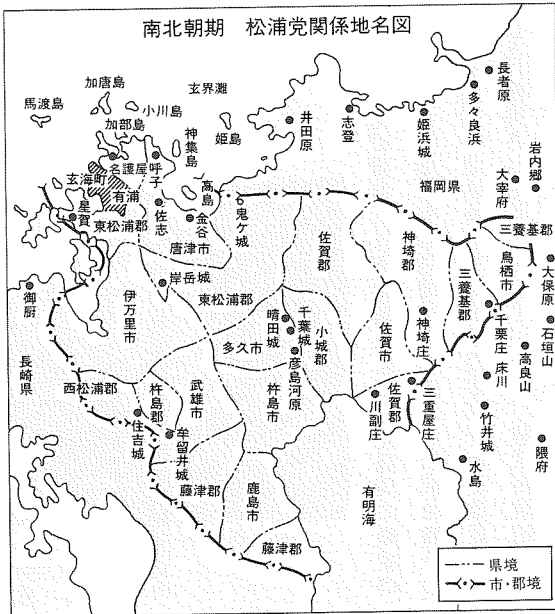 南北朝期　松浦党関係地名図
加唐島
玄界灘
馬渡島
小川島
加部島
神集島
姫島
井田原
志登
姫浜城
多々良浜
長者原
岩内郷
大宰府
福岡県
名護屋
呼子
玄海町
有浦
星賀
東松浦郡
佐志
高島
金谷
鬼ケ城
唐津市
佐賀郡
神埼郡
三養基郡
鳥栖市
三養基郡
大保原
御厨
伊万里市
岸岳城
東松浦郡
晴田城
千葉城
小城郡
彦島河原
多久市
佐賀市
神埼庄
千栗庄
石垣山
高良山
床川
長崎県
西松浦郡
杵島郡
武雄市
杵島市
住吉城
牟留井城
川副庄
佐賀郡
三重屋庄
竹井城
水島
隈府
藤津郡
鹿島市
有明海
藤津郡
県境
市・郡境